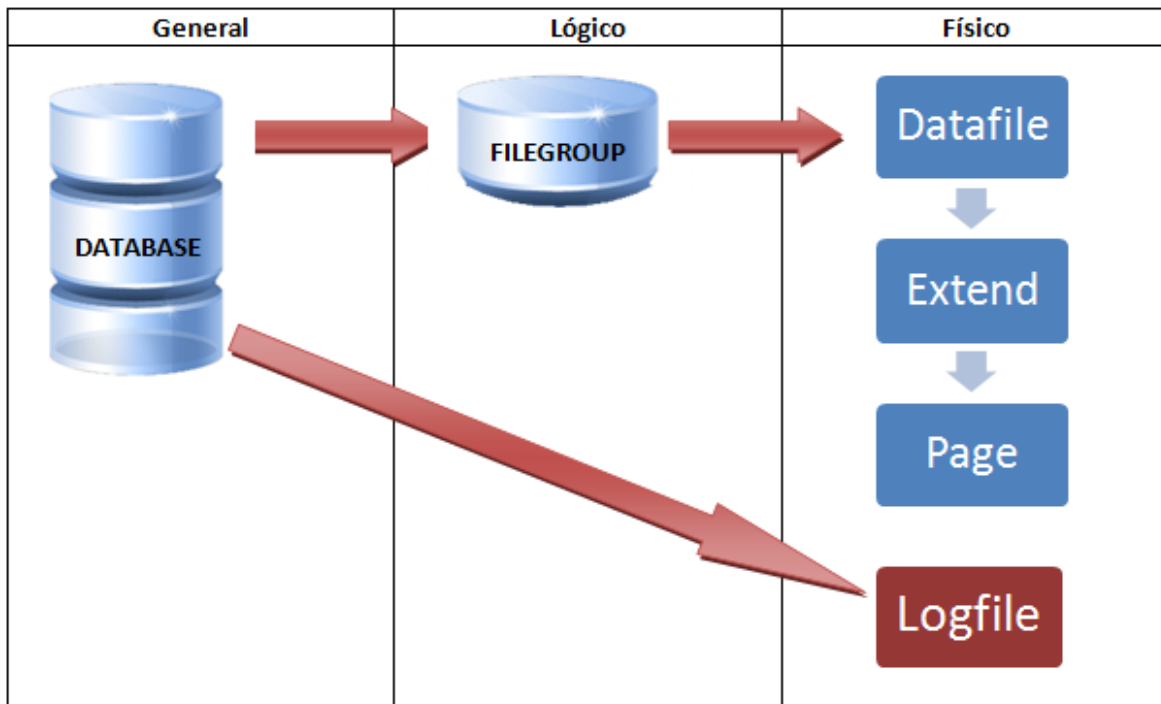 General
Lógico
Físico
DATABASE
FILEGROUP
Datafile
Extend
Page
Logfile